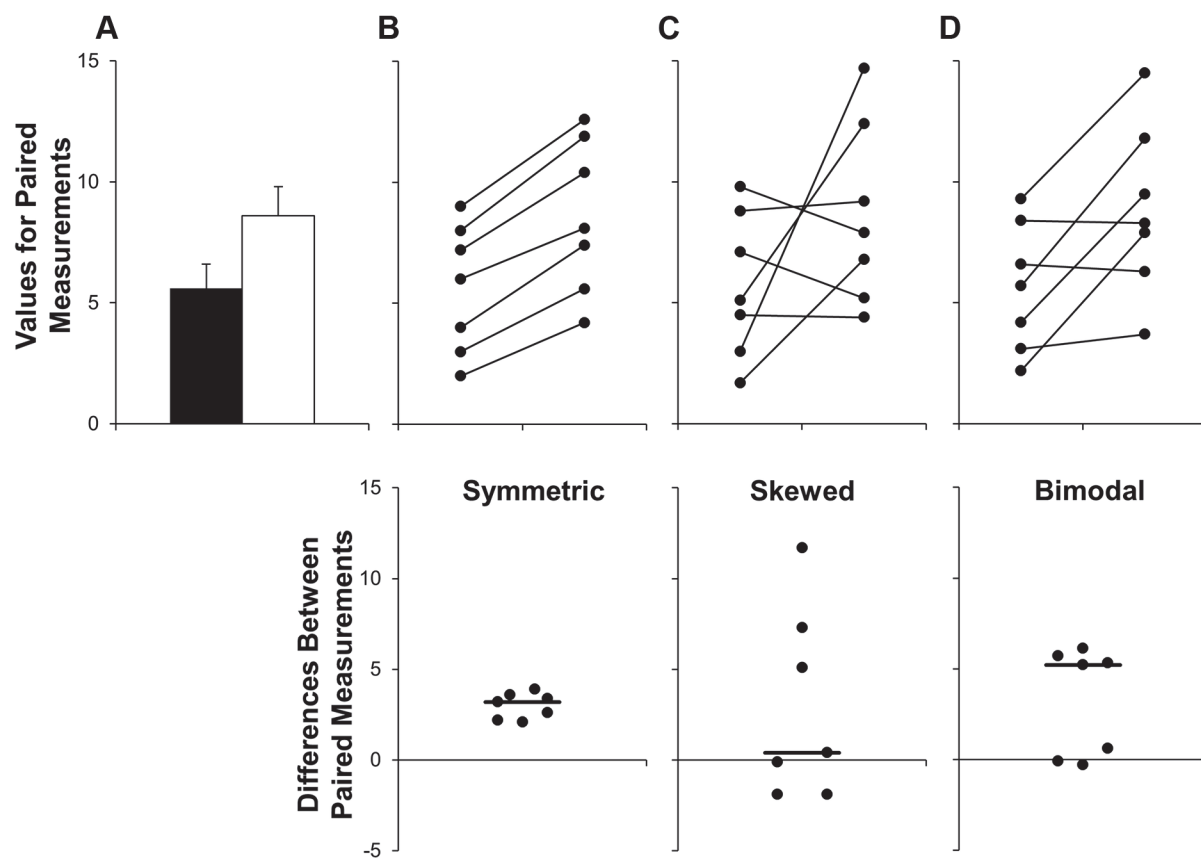 A
B
C
D
Values for Paired
Measurements
15
10
5
0
Symmetric
Skewed
Bimodal
Differences Between
Paired Measurements
15
10
5
0
-5